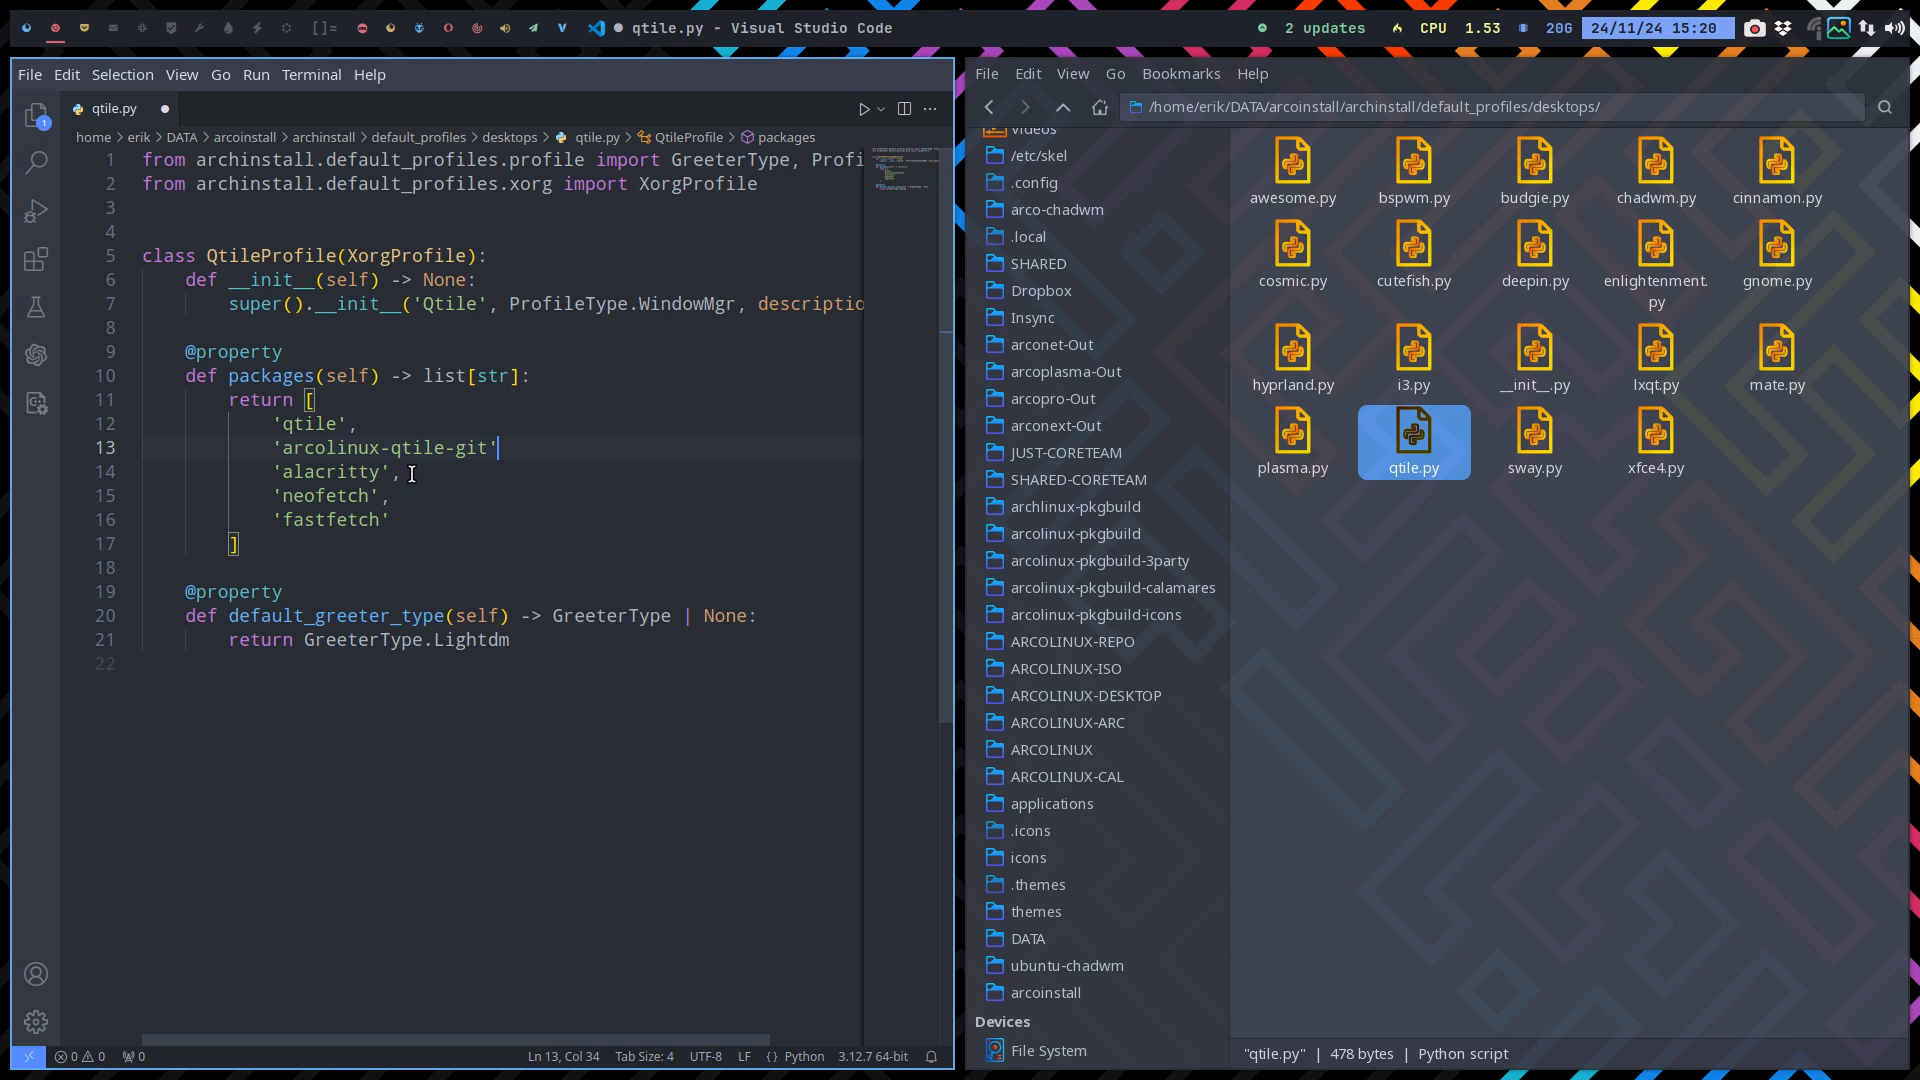 qtile.py - Visual Studio Code
2 updates
CPU 1.53
20G
24/11/24 15:20
File Edit Selection View Go Run Terminal Help
qtile.py
home > erik > DATA > arcoinstall > archinstall > default_profiles > desktops > qtile.py > QtileProfile > packages
1 from archinstall.default_profiles.profile import GreeterType, Profi
2 from archinstall.default_profiles.xorg import XorgProfile
3
4
5 class QtileProfile(XorgProfile):
6 def __init__(self) -> None:
7 super().__init__('Qtile', ProfileType.WindowMgr, descriptio
8
9 @property
10 def packages(self) -> list[str]:
11 return [
12 'qtile',
13 'arcolinux-qtile-git'
14 'alacritty',
15 'neofetch',
16 'fastfetch'
17 ]
18
19 @property
20 def default_greeter_type(self) -> GreeterType | None:
21 return GreeterType.Lightdm
22
1
0 0 0 Ln 13, Col 34 Tab Size: 4 UTF-8 LF {} Python 3.12.7 64-bit
File Edit View Go Bookmarks Help
/home/erik/DATA/arcoinstall/archinstall/default_profiles/desktops/
Videos
/etc/skel
.config
arco-chadwm
.local
SHARED
Dropbox
Insync
arconet-Out
arcoplasma-Out
arcopro-Out
arconext-Out
JUST-CORETEAM
SHARED-CORETEAM
archlinux-pkgbuild
arcolinux-pkgbuild
arcolinux-pkgbuild-3party
arcolinux-pkgbuild-calamares
arcolinux-pkgbuild-icons
ARCOLINUX-REPO
ARCOLINUX-ISO
ARCOLINUX-DESKTOP
ARCOLINUX-ARC
ARCOLINUX
ARCOLINUX-CAL
applications
.icons
icons
.themes
themes
DATA
ubuntu-chadwm
arcoinstall
Devices
File System
awesome.py bspwm.py budgie.py chadwm.py cinnamon.py
cosmic.py cutefish.py deepin.py enlightenment.py gnome.py
hyprland.py i3.py __init__.py lxqt.py mate.py
plasma.py qtile.py sway.py xfce4.py
"qtile.py" | 478 bytes | Python script